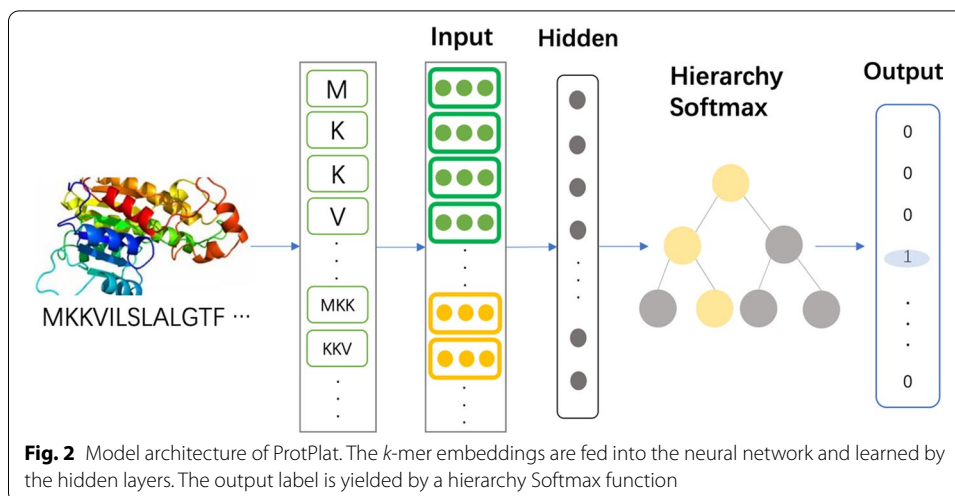 Input
Hidden
Hierarchy
Softmax
Output
M
K
K
V
.
.
.
MKK
KKV
.
.
.
.
.
.
.
.
.
.
.
.
0
0
0
1
.
.
.
0
MKKVILSLALGTF ···
Fig. 2 Model architecture of ProtPlat. The k-mer embeddings are fed into the neural network and learned by
the hidden layers. The output label is yielded by a hierarchy Softmax function